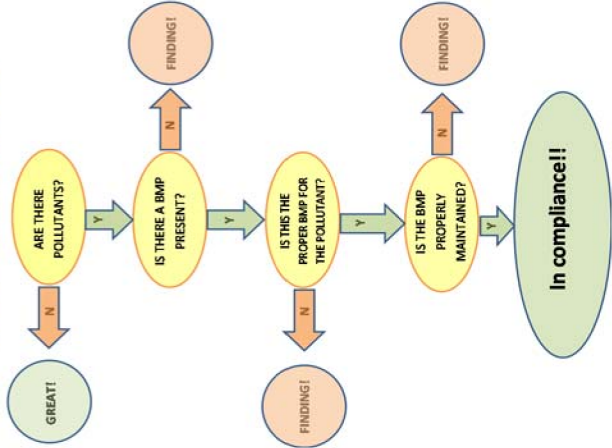 GREAT!
N
ARE THERE
POLLUTANTS?
Y
IS THERE A BMP
PRESENT?
N
FINDING!
Y
IS THIS THE
PROPER BMP FOR
THE POLLUTANT?
N
FINDING!
Y
IS THE BMP
PROPERLY
MAINTAINED?
N
FINDING!
Y
In compliance!!